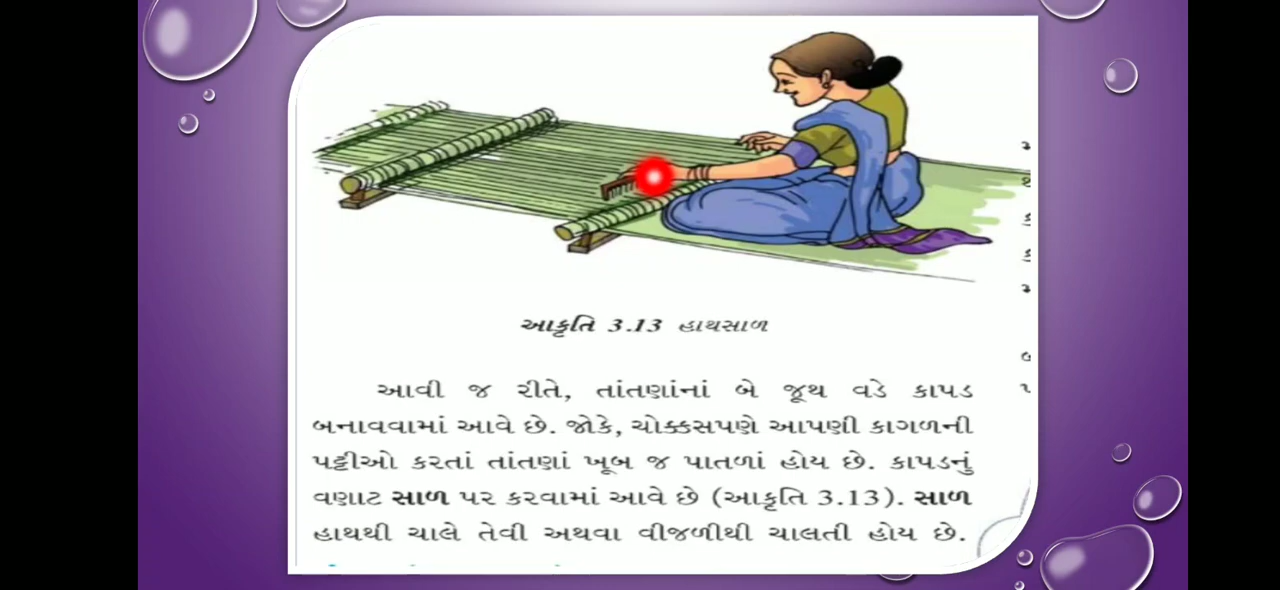 આકૃતિ 3.13 હાથસાળ
આવી જ રીતે, તાંતણાંનાં બે જૂથ વડે કાપડ
બનાવવામાં આવે છે. જોકે, ચોક્કસપણે આપણી કાગળની
પટ્ટીઓ કરતાં તાંતણાં ખૂબ જ પાતળાં હોય છે. કાપડનું
વણાટ સાળ પર કરવામાં આવે છે (આકૃતિ 3.13). સાળ
હાથથી ચાલે તેવી અથવા વીજળીથી ચાલતી હોય છે.